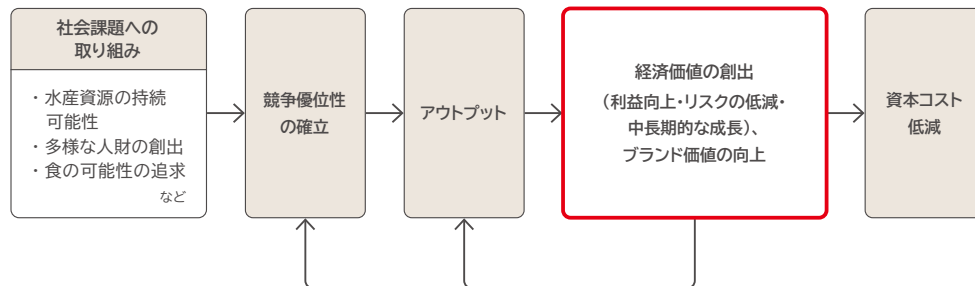 社会課題への
取り組み
・水産資源の持続
可能性
・多様な人財の創出
・食の可能性の追求
など
競争優位性
の確立
アウトプット
経済価値の創出
（利益向上・リスクの低減・
中長期的な成長）、
ブランド価値の向上
資本コスト
低減